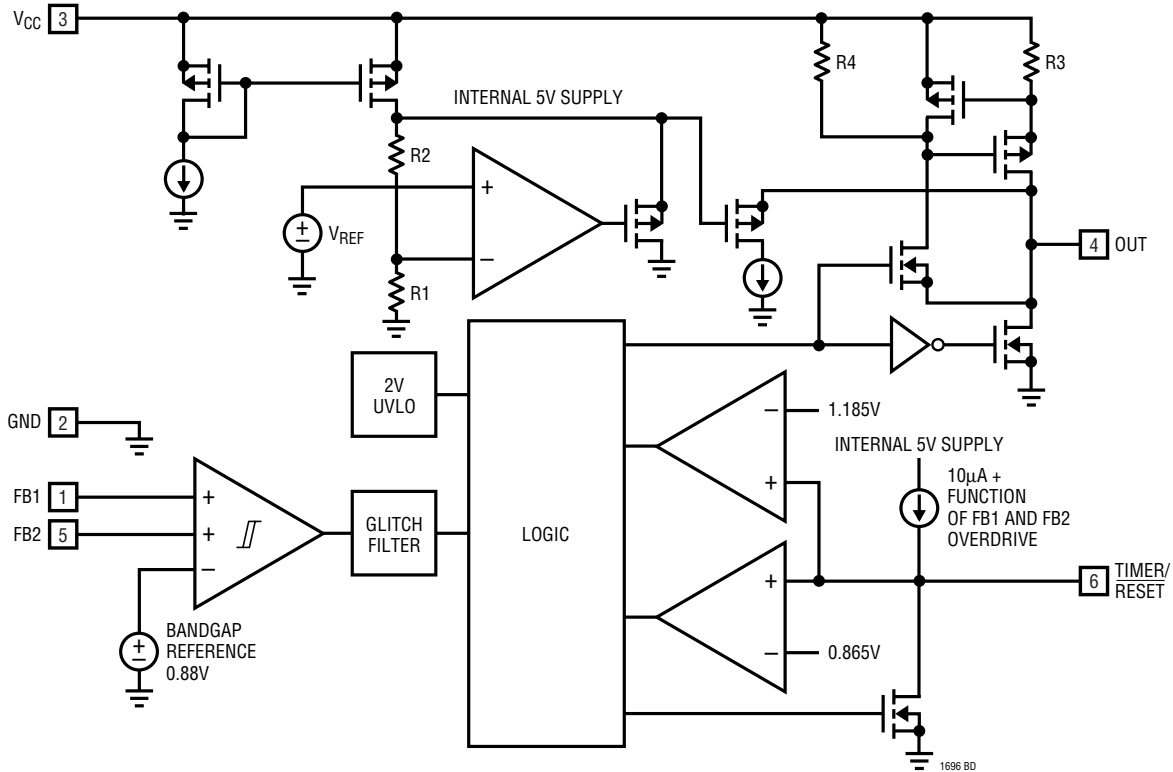 VCC 3
R4
R3
INTERNAL 5V SUPPLY
R2
+
+
−
VREF
−
R1
4 OUT
2V
UVLO
−
1.185V
GND 2
INTERNAL 5V SUPPLY
+
10µA +
FUNCTION
OF FB1 AND FB2
OVERDRIVE
FB1 1
+
FB2 5
+
−
GLITCH
FILTER
LOGIC
+
6 TIMER/
RESET
+
−
BANDGAP
REFERENCE
0.88V
−
0.865V
1696 BD